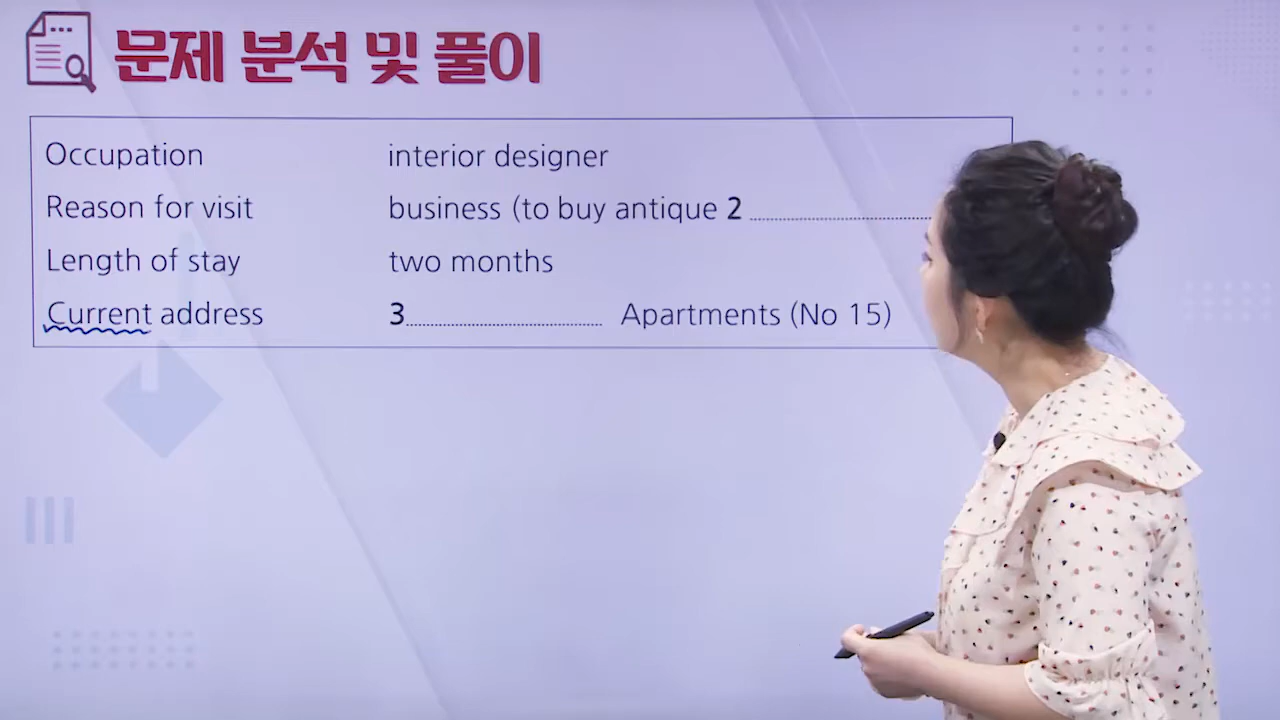 문제 분석 및 풀이
Occupation interior designer
Reason for visit business (to buy antique 2 ........................
Length of stay two months
Current address 3........................ Apartments (No 15)